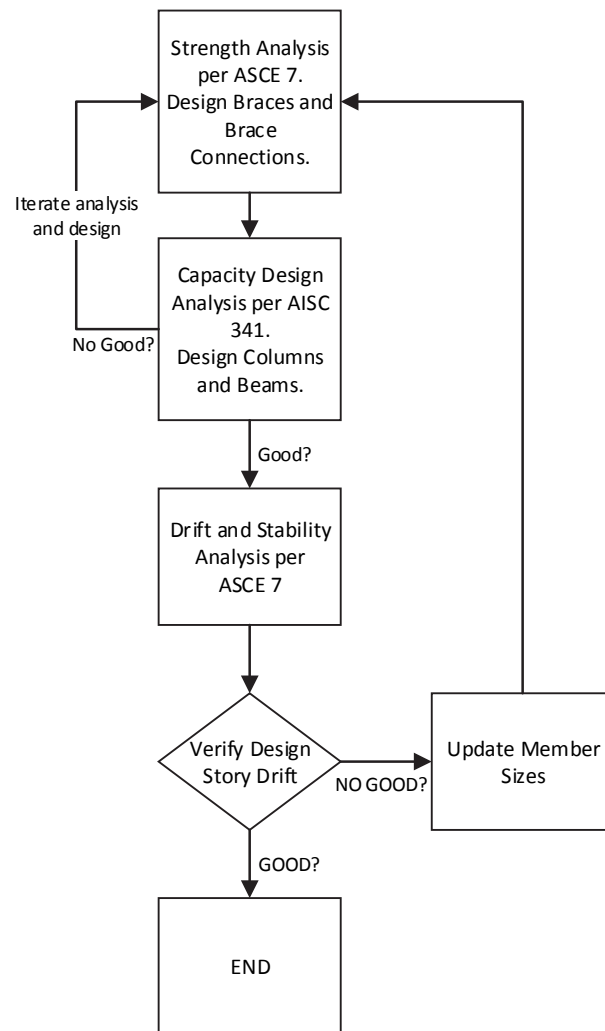 Strength Analysis
per ASCE 7.
Design Braces and
Brace
Connections.
Iterate analysis
and design
Capacity Design
Analysis per AISC
341.
Design Columns
and Beams.
No Good?
Good?
Drift and Stability
Analysis per
ASCE 7
Verify Design
Story Drift
NO GOOD?
Update Member
Sizes
GOOD?
END